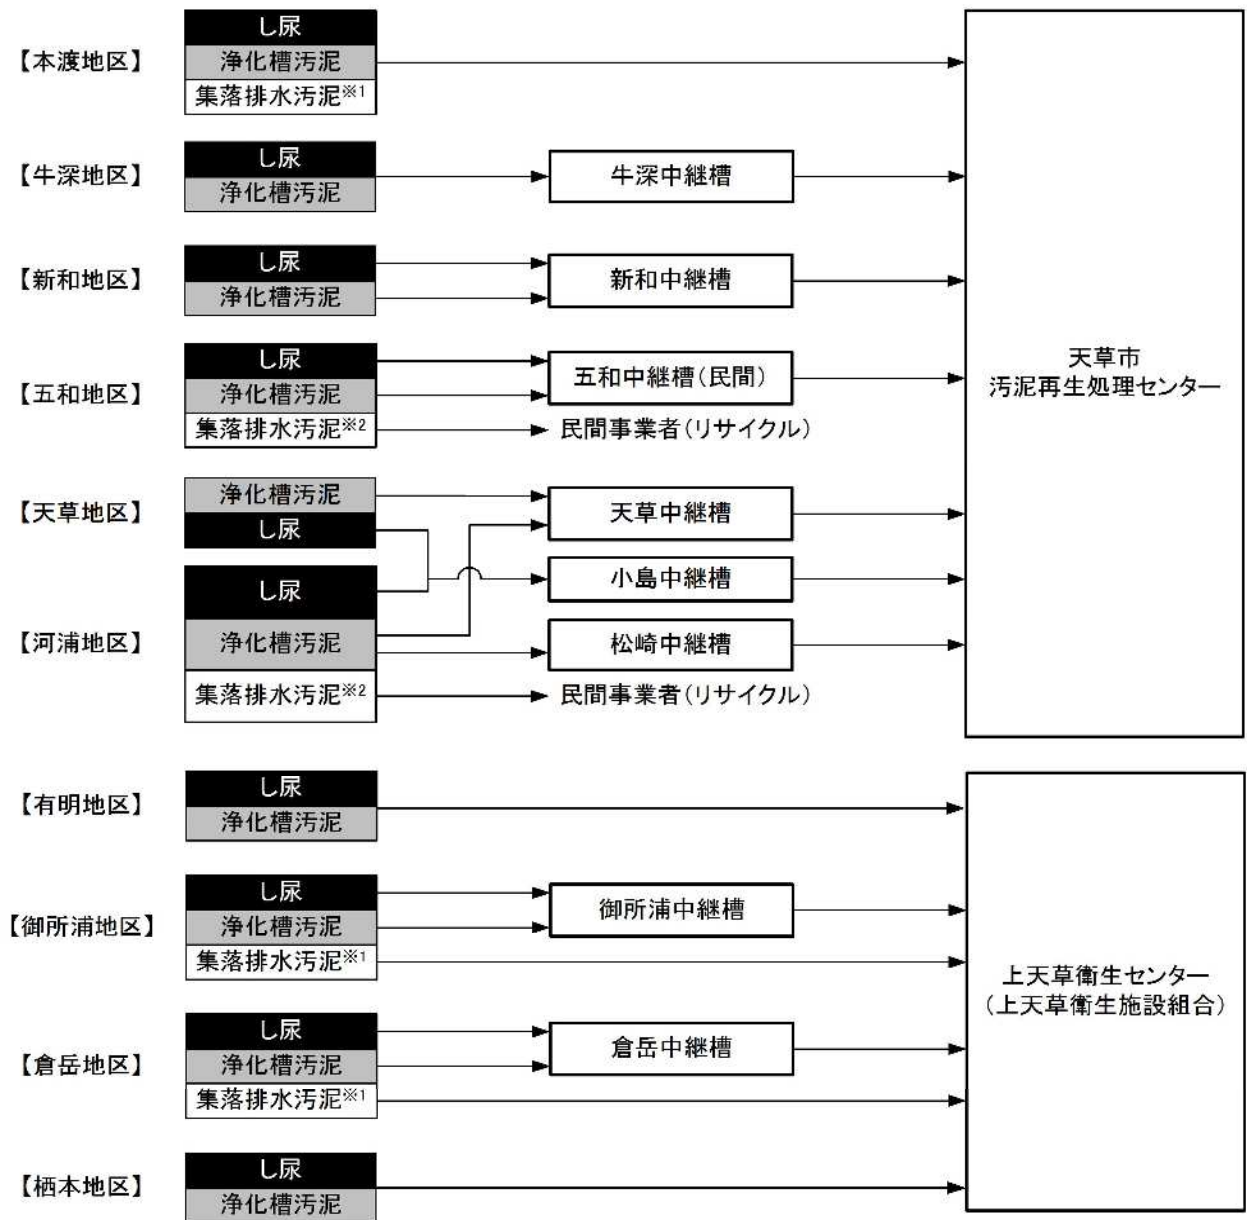 【本渡地区】
し尿
浄化槽汚泥
集落排水汚泥※1
【牛深地区】
し尿
浄化槽汚泥
牛深中継槽
【新和地区】
し尿
浄化槽汚泥
新和中継槽
【五和地区】
し尿
浄化槽汚泥
集落排水汚泥※2
五和中継槽(民間)
民間事業者(リサイクル)
【天草地区】
浄化槽汚泥
し尿
天草中継槽
小島中継槽
【河浦地区】
し尿
浄化槽汚泥
集落排水汚泥※2
松崎中継槽
民間事業者(リサイクル)
天草市
汚泥再生処理センター
【有明地区】
し尿
浄化槽汚泥
【御所浦地区】
し尿
浄化槽汚泥
集落排水汚泥※1
御所浦中継槽
【倉岳地区】
し尿
浄化槽汚泥
集落排水汚泥※1
倉岳中継槽
【栖本地区】
し尿
浄化槽汚泥
上天草衛生センター
(上天草衛生施設組合)